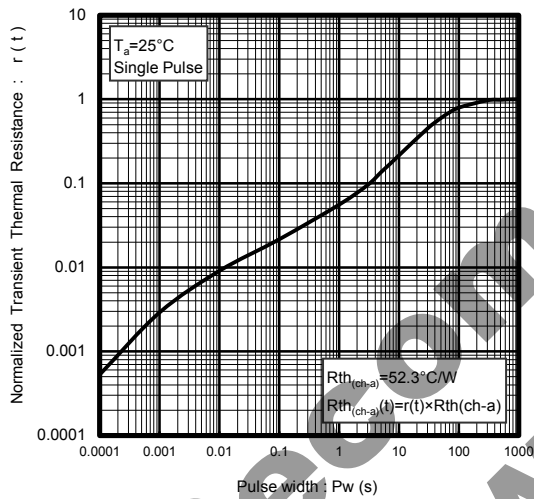 Normalized Transient Thermal Resistance : r ( t )
10
1
0.1
0.01
0.001
0.0001
Ta=25°C
Single Pulse
Rth(ch-a)=52.3°C/W
Rth(ch-a)(t)=r(t)×Rth(ch-a)
0.0001 0.001 0.01 0.1 1 10 100 1000
Pulse width : Pw (s)